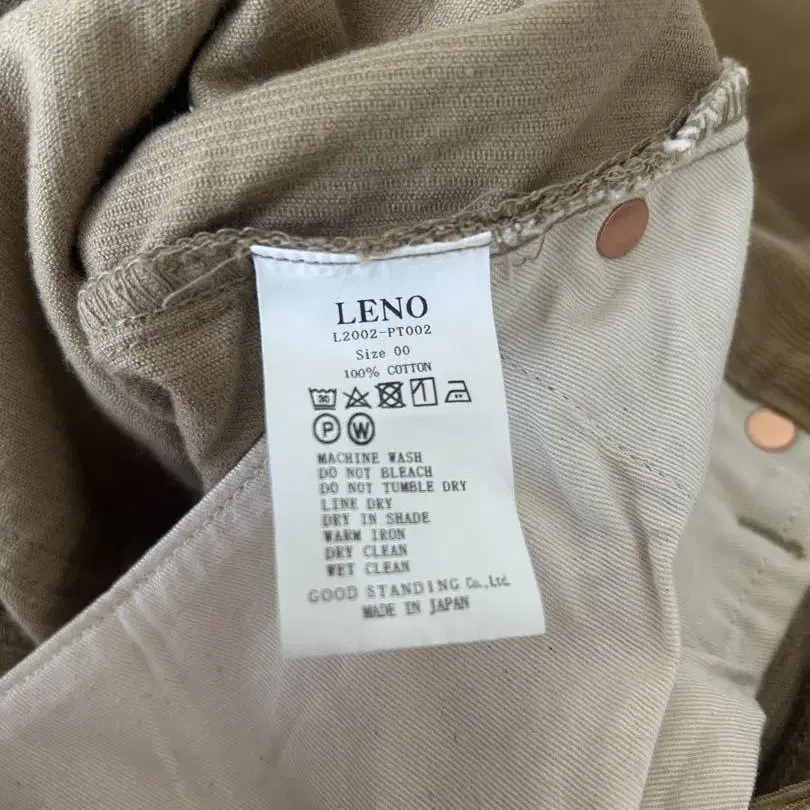 LENO
L2002-PT002
Size 00
100% COTTON
30
P W
MACHINE WASH
DO NOT BLEACH
DO NOT TUMBLE DRY
LINE DRY
DRY IN SHADE
WARM IRON
DRY CLEAN
WET CLEAN
GOOD STANDING Co.,Ltd.
MADE IN JAPAN